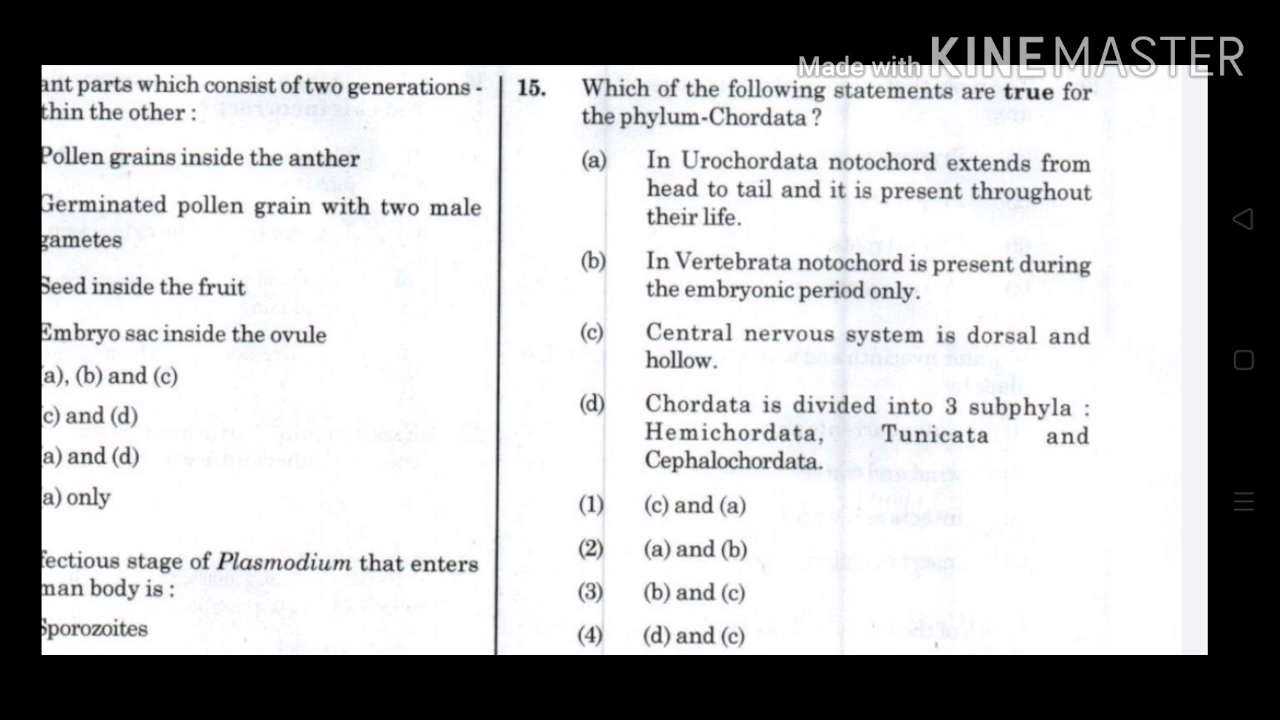 Made with KINEMASTER
ant parts which consist of two generations -
thin the other :
Pollen grains inside the anther
Germinated pollen grain with two male
gametes
Seed inside the fruit
Embryo sac inside the ovule
a), (b) and (c)
c) and (d)
a) and (d)
a) only
fectious stage of Plasmodium that enters
man body is :
Sporozoites
15. Which of the following statements are true for
the phylum-Chordata ?
(a) In Urochordata notochord extends from
head to tail and it is present throughout
their life.
(b) In Vertebrata notochord is present during
the embryonic period only.
(c) Central nervous system is dorsal and
hollow.
(d) Chordata is divided into 3 subphyla :
Hemichordata, Tunicata and
Cephalochordata.
(1) (c) and (a)
(2) (a) and (b)
(3) (b) and (c)
(4) (d) and (c)